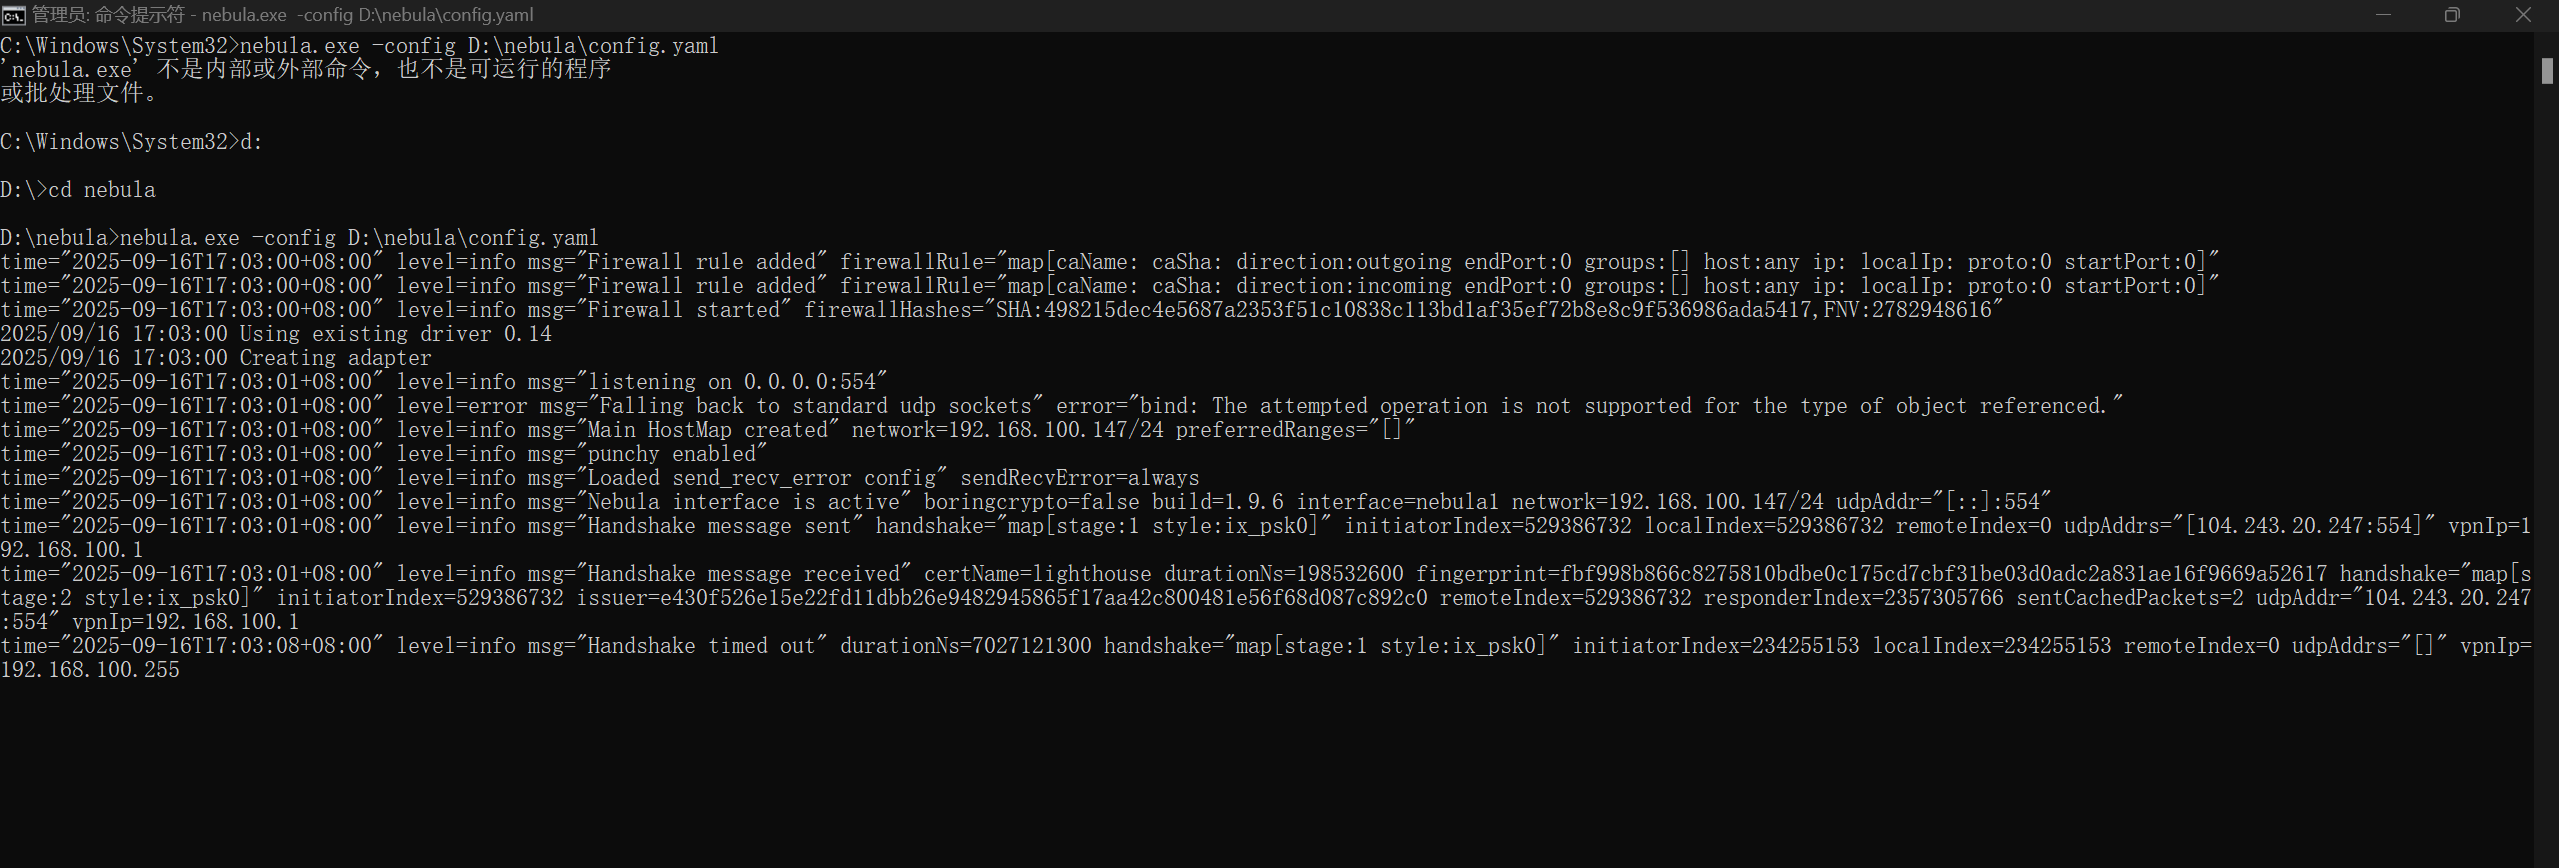 管理员: 命令提示符 - nebula.exe  -config D:\nebula\config.yaml
C:\Windows\System32>nebula.exe -config D:\nebula\config.yaml
'nebula.exe' 不是内部或外部命令，也不是可运行的程序
或批处理文件。
C:\Windows\System32>d:
D:\>cd nebula
D:\nebula>nebula.exe -config D:\nebula\config.yaml
time="2025-09-16T17:03:00+08:00" level=info msg="Firewall rule added" firewallRule="map[caName: caSha: direction:outgoing endPort:0 groups:[] host:any ip: localIp: proto:0 startPort:0]"
time="2025-09-16T17:03:00+08:00" level=info msg="Firewall rule added" firewallRule="map[caName: caSha: direction:incoming endPort:0 groups:[] host:any ip: localIp: proto:0 startPort:0]"
time="2025-09-16T17:03:00+08:00" level=info msg="Firewall started" firewallHashes="SHA:498215dec4e5687a2353f51c10838c113bd1af35ef72b8e8c9f536986ada5417,FNV:2782948616"
2025/09/16 17:03:00 Using existing driver 0.14
2025/09/16 17:03:00 Creating adapter
time="2025-09-16T17:03:01+08:00" level=info msg="listening on 0.0.0.0:554"
time="2025-09-16T17:03:01+08:00" level=error msg="Falling back to standard udp sockets" error="bind: The attempted operation is not supported for the type of object referenced."
time="2025-09-16T17:03:01+08:00" level=info msg="Main HostMap created" network=192.168.100.147/24 preferredRanges="[]"
time="2025-09-16T17:03:01+08:00" level=info msg="punchy enabled"
time="2025-09-16T17:03:01+08:00" level=info msg="Loaded send_recv_error config" sendRecvError=always
time="2025-09-16T17:03:01+08:00" level=info msg="Nebula interface is active" boringcrypto=false build=1.9.6 interface=nebula1 network=192.168.100.147/24 udpAddr="[::]:554"
time="2025-09-16T17:03:01+08:00" level=info msg="Handshake message sent" handshake="map[stage:1 style:ix_psk0]" initiatorIndex=529386732 localIndex=529386732 remoteIndex=0 udpAddrs="[104.243.20.247:554]" vpnIp=1
92.168.100.1
time="2025-09-16T17:03:01+08:00" level=info msg="Handshake message received" certName=lighthouse durationNs=198532600 fingerprint=fbf998b866c8275810bdbe0c175cd7cbf31be03d0adc2a831ae16f9669a52617 handshake="map[s
tage:2 style:ix_psk0]" initiatorIndex=529386732 issuer=e430f526e15e22fd11dbb26e9482945865f17aa42c800481e56f68d087c892c0 remoteIndex=529386732 responderIndex=2357305766 sentCachedPackets=2 udpAddr="104.243.20.247
:554" vpnIp=192.168.100.1
time="2025-09-16T17:03:08+08:00" level=info msg="Handshake timed out" durationNs=7027121300 handshake="map[stage:1 style:ix_psk0]" initiatorIndex=234255153 localIndex=234255153 remoteIndex=0 udpAddrs="[]" vpnIp=
192.168.100.255